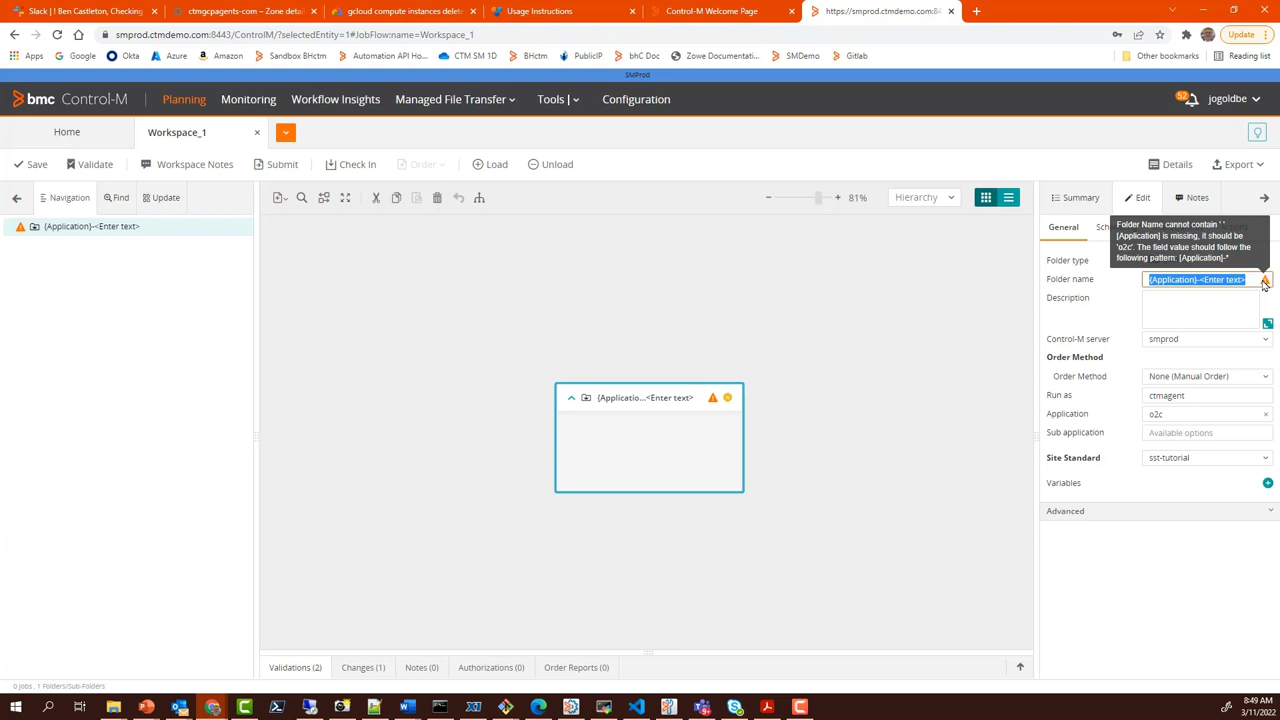 Slack | ! Ben Castleton, Checking
ctmgcpagents-com – Zone detai
gcloud compute instances delet
Usage Instructions
Control-M Welcome Page
https://smprod.ctmdemo.com:84
smprod.ctmdemo.com:8443/ControlM/?selectedEntity=1#JobFlow:name=Workspace_1
Update
Apps Google Okta Azure Amazon Sandbox BHctm Automation API Ho... CTM SM 1D BHctm PublicIP bhC Doc Zowe Documentati... SMDemo Gitlab Other bookmarks Reading list
SMProd
bmc Control-M Planning Monitoring Workflow Insights Managed File Transfer Tools | Configuration 52 jogoldbe
Home Workspace_1
Save Validate Workspace Notes Submit Check In Order Load Unload Details Export
Navigation Find Update 81% Hierarchy Summary Edit Notes
{Application}-<Enter text>
General Sch
Folder Name cannot contain ' '
[Application] is missing, it should be
'o2c'. The field value should follow the
following pattern: [Application]-*
Folder type
Folder name {Application}-<Enter text>
Description
Control-M server smprod
Order Method
Order Method None (Manual Order)
Run as ctmagent
Application o2c
Sub application Available options
Site Standard sst-tutorial
Variables
Advanced
{Applicatio...<Enter text>
Validations (2) Changes (1) Notes (0) Authorizations (0) Order Reports (0)
0 jobs , 1 Folders/Sub-Folders
8:49 AM
3/11/2022